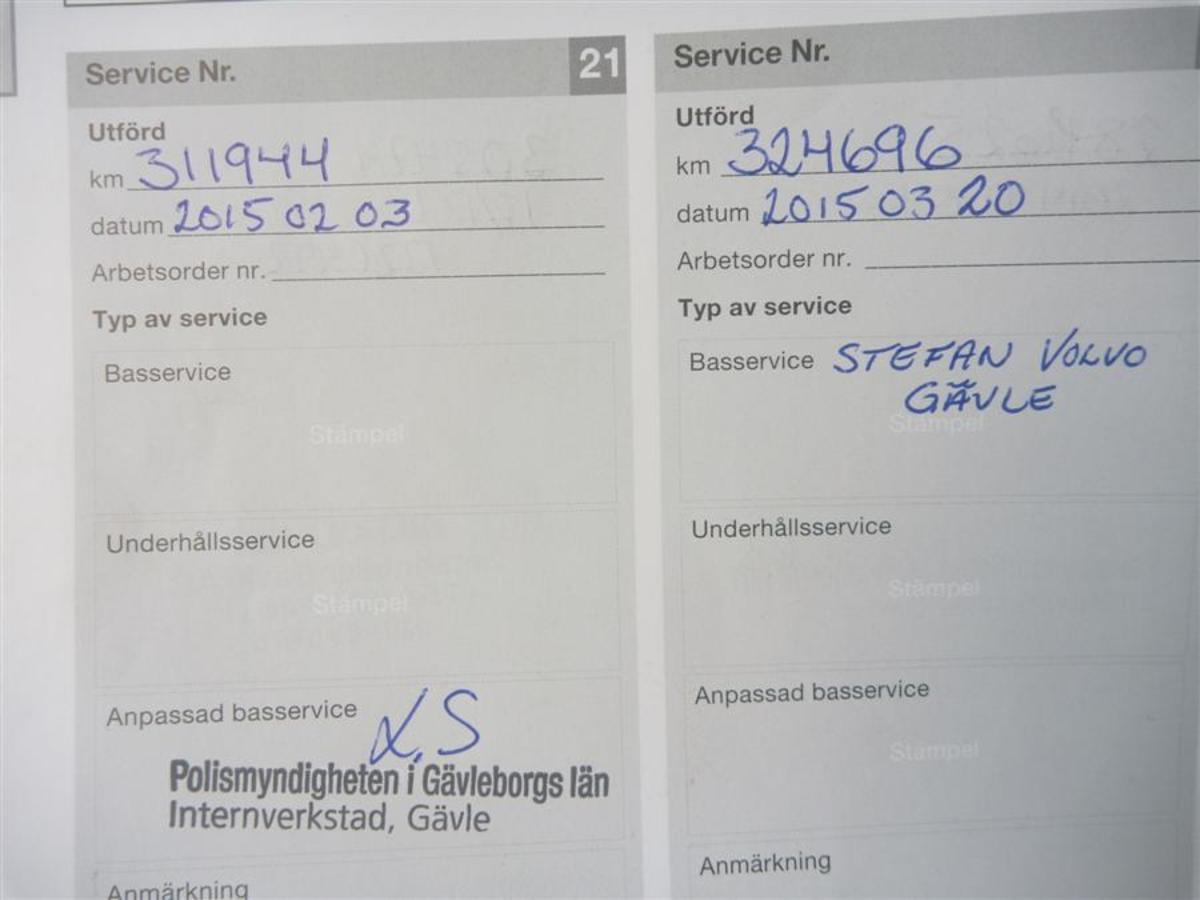 Service Nr. 21
Utförd
km 311944
datum 2015 02 03
Arbetsorder nr.
Typ av service
Basservice
Stämpel
Underhållsservice
Stämpel
Anpassad basservice
L.S
Polismyndigheten i Gävleborgs län
Internverkstad, Gävle
Anmärkning
Service Nr.
Utförd
km 324696
datum 2015 03 20
Arbetsorder nr.
Typ av service
Basservice STEFAN VOLVO
GÄVLE
Stämpel
Underhållsservice
Stämpel
Anpassad basservice
Stämpel
Anmärkning